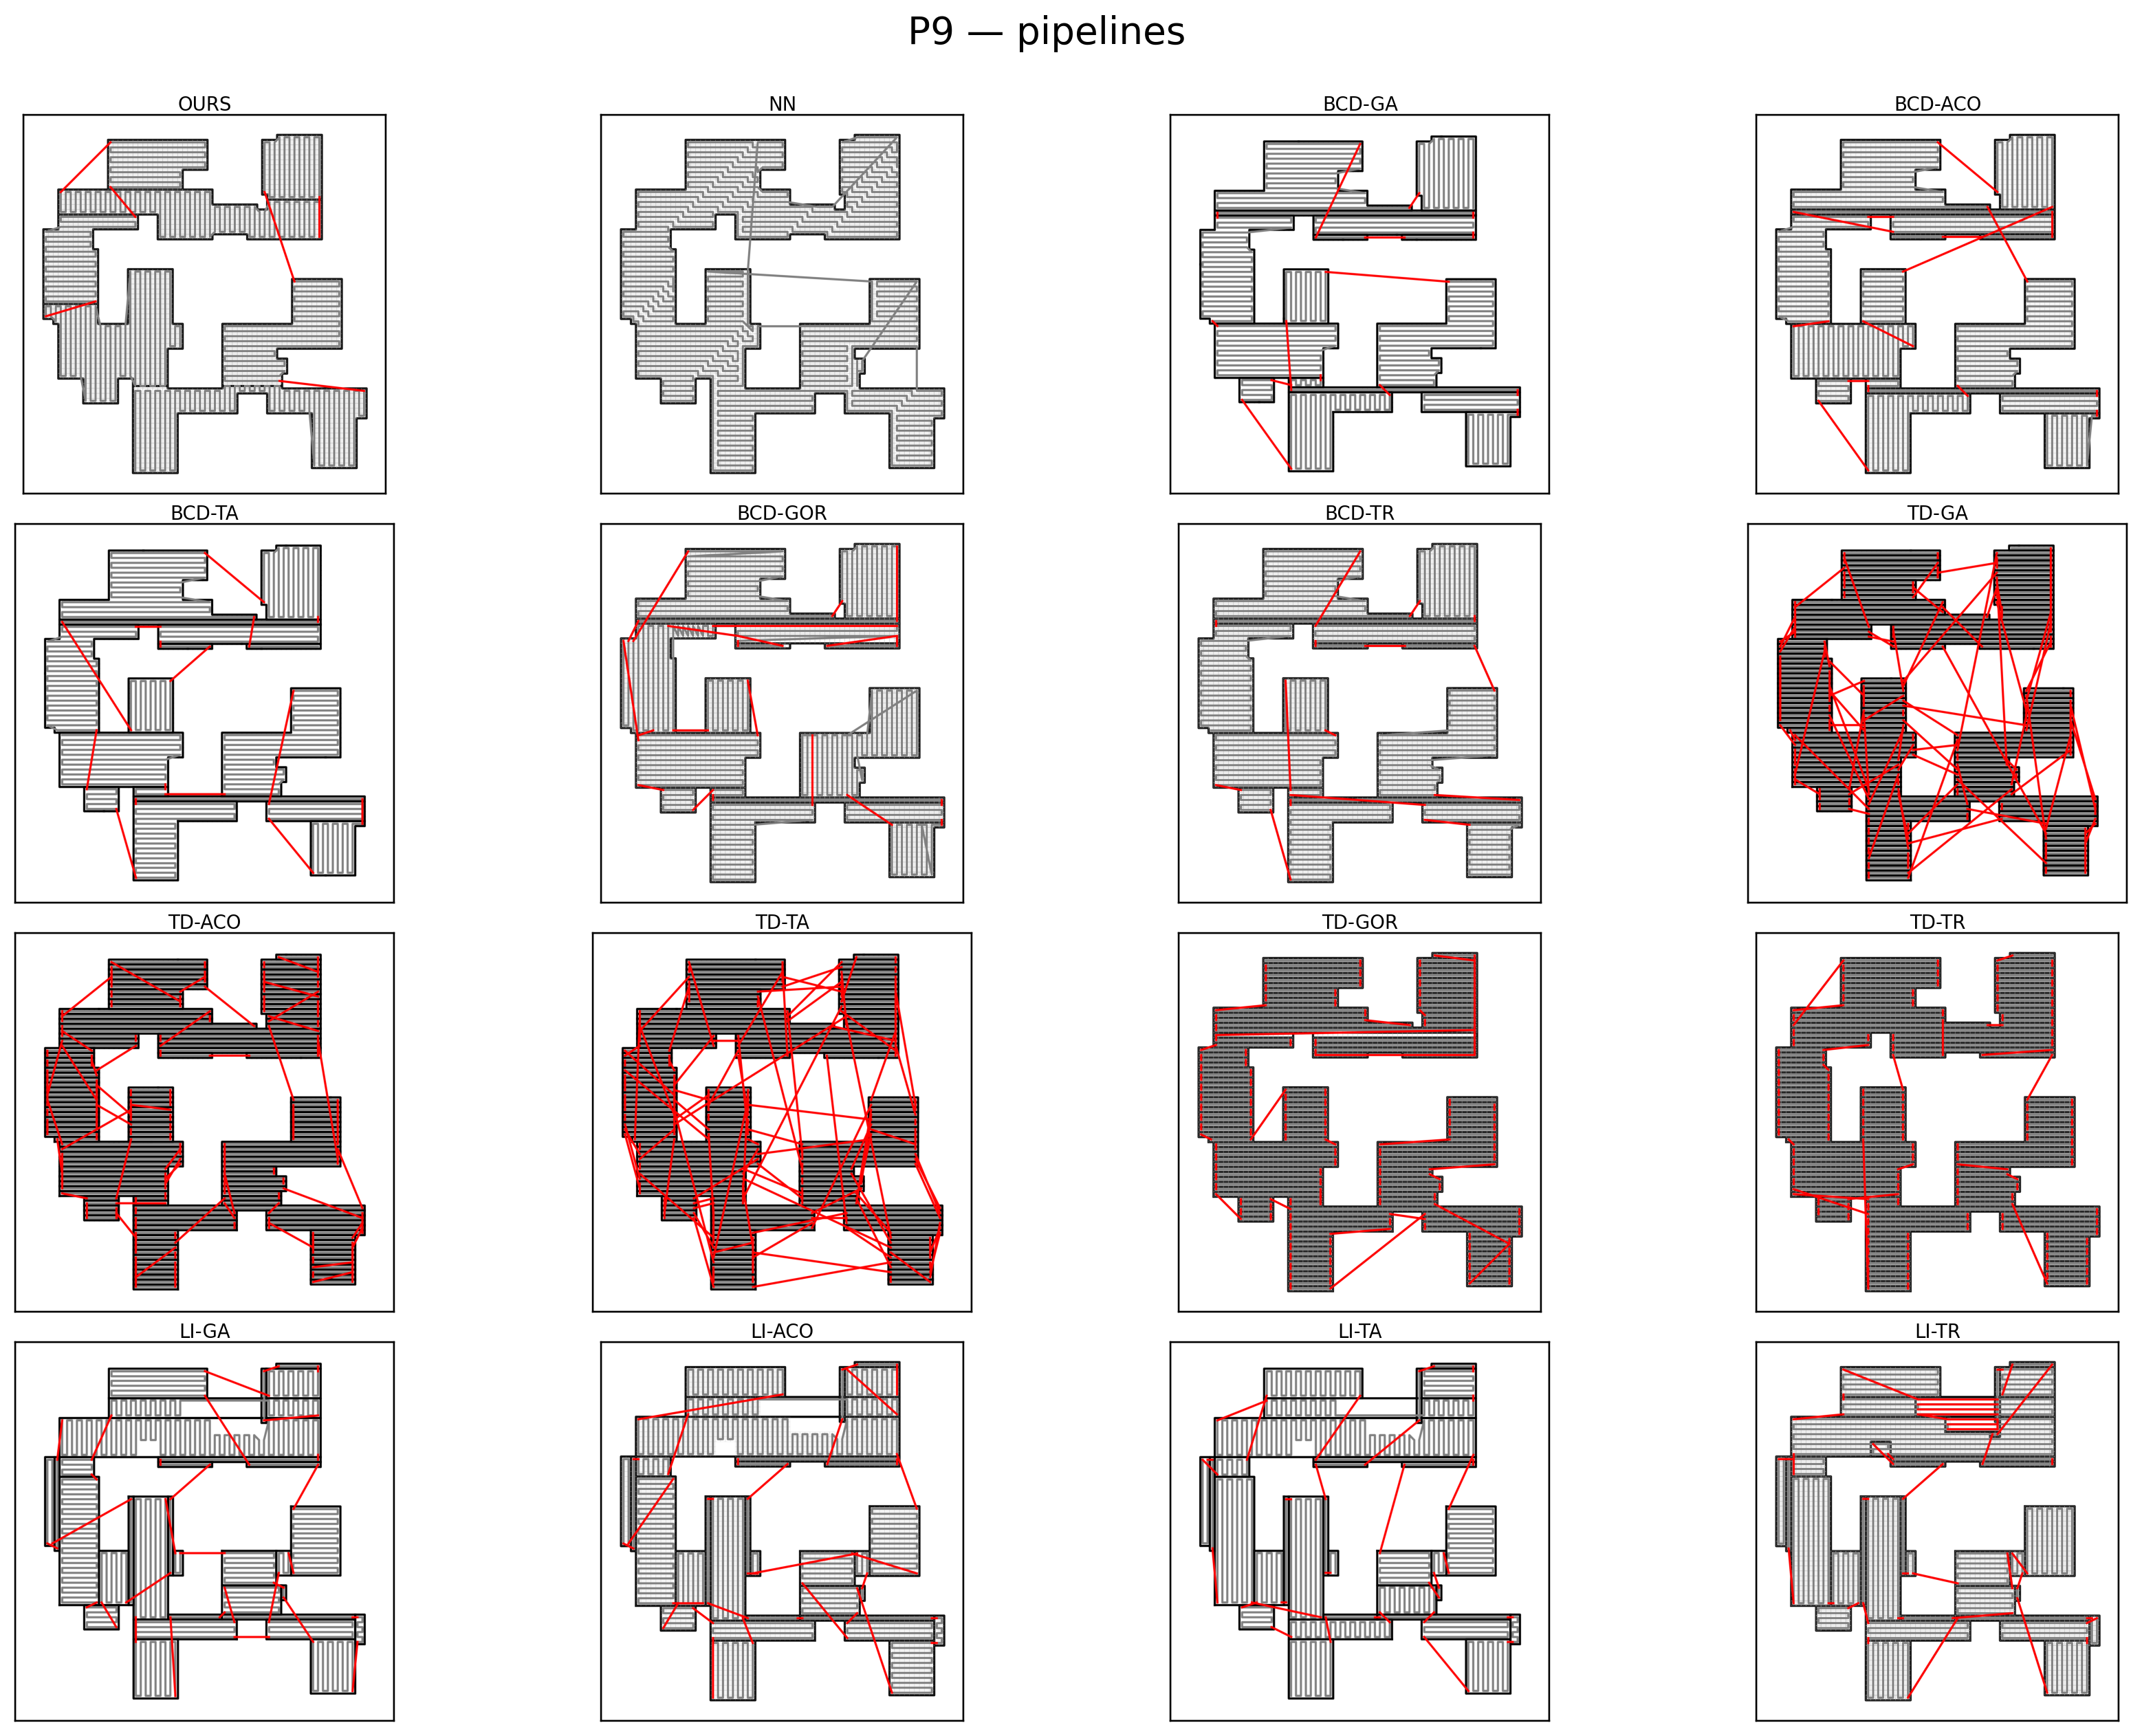 P9 — pipelines
OURS
NN
BCD-GA
BCD-ACO
BCD-TA
BCD-GOR
BCD-TR
TD-GA
TD-ACO
TD-TA
TD-GOR
TD-TR
LI-GA
LI-ACO
LI-TA
LI-TR